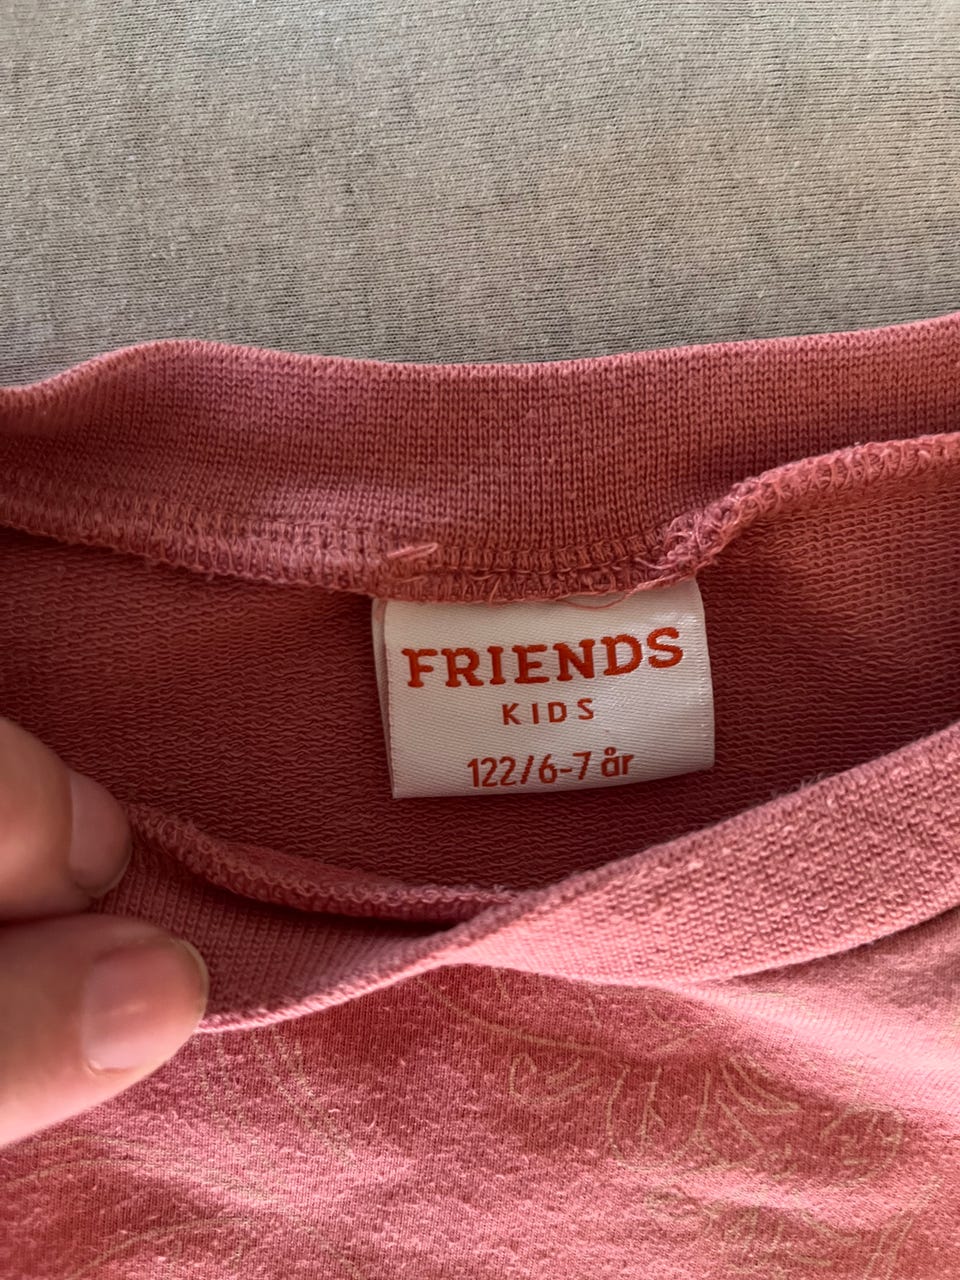 FRIENDS
KIDS
122/6-7 år